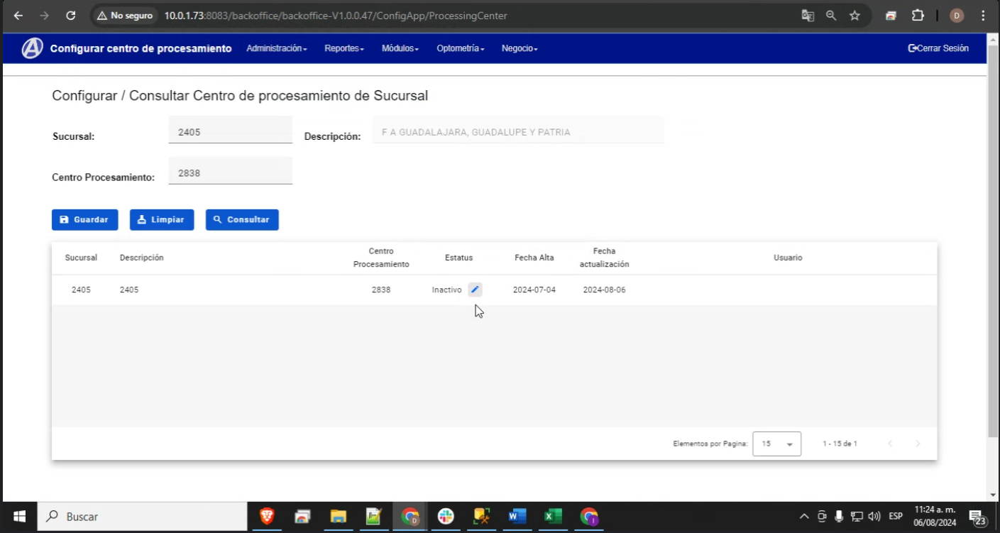 No seguro 10.0.1.73:8083/backoffice/backoffice-V1.0.0.47/ConfigApp/ProcessingCenter D
A Configurar centro de procesamiento Administración Reportes Módulos Optometría Negocio Cerrar Sesión
Configurar / Consultar Centro de procesamiento de Sucursal
Sucursal: 2405 Descripción: F A GUADALAJARA, GUADALUPE Y PATRIA
Centro Procesamiento: 2838
Guardar Limpiar Consultar
Sucursal Descripción Centro Procesamiento Estatus Fecha Alta Fecha actualización Usuario
2405 2405 2838 Inactivo 2024-07-04 2024-08-06
Elementos por Pagina: 15 1 - 15 de 1
Buscar ESP 11:24 a. m.
06/08/2024 23